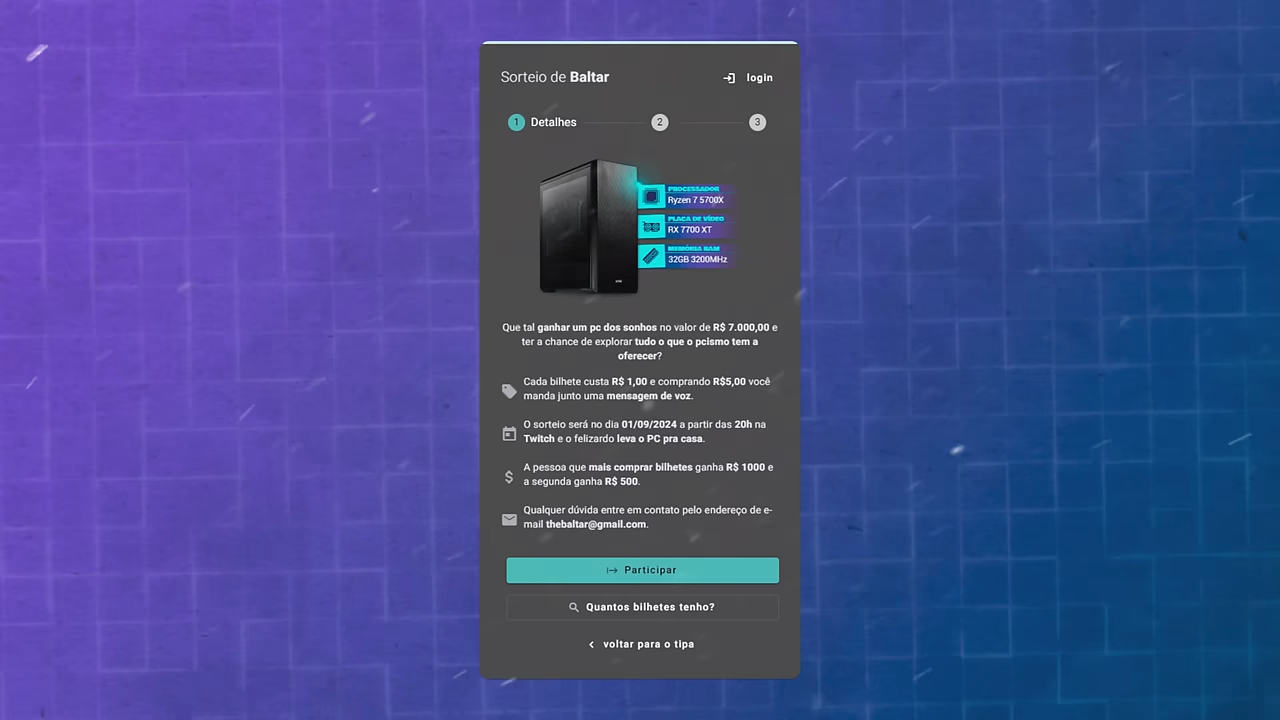 Sorteio de Baltar
login
1 Detalhes
2
3
PROCESSADOR
Ryzen 7 5700X
PLACA DE VÍDEO
RX 7700 XT
MEMÓRIA RAM
32GB 3200MHz
Que tal ganhar um pc dos sonhos no valor de R$ 7.000,00 e
ter a chance de explorar tudo o que o pcismo tem a
oferecer?
Cada bilhete custa R$ 1,00 e comprando R$5,00 você
manda junto uma mensagem de voz.
O sorteio será no dia 01/09/2024 a partir das 20h na
Twitch e o felizardo leva o PC pra casa.
A pessoa que mais comprar bilhetes ganha R$ 1000 e
a segunda ganha R$ 500.
Qualquer dúvida entre em contato pelo endereço de e-
mail thebaltar@gmail.com.
Participar
Quantos bilhetes tenho?
voltar para o tipa